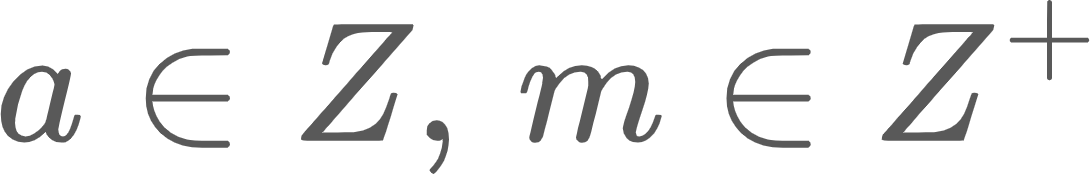 a ∈ Z, m ∈ Z⁺